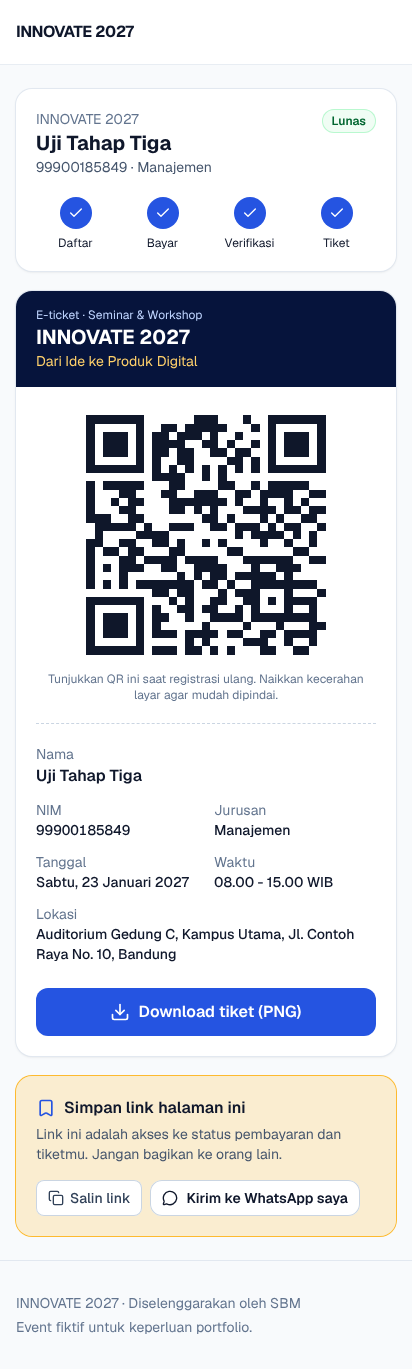 INNOVATE 2027
INNOVATE 2027
Lunas
Uji Tahap Tiga
99900185849 · Manajemen
Daftar
Bayar
Verifikasi
Tiket
E-ticket · Seminar & Workshop
INNOVATE 2027
Dari Ide ke Produk Digital
Tunjukkan QR ini saat registrasi ulang. Naikkan kecerahan
layar agar mudah dipindai.
Nama
Uji Tahap Tiga
NIM
99900185849
Jurusan
Manajemen
Tanggal
Sabtu, 23 Januari 2027
Waktu
08.00 - 15.00 WIB
Lokasi
Auditorium Gedung C, Kampus Utama, Jl. Contoh
Raya No. 10, Bandung
Download tiket (PNG)
Simpan link halaman ini
Link ini adalah akses ke status pembayaran dan
tiketmu. Jangan bagikan ke orang lain.
Salin link
Kirim ke WhatsApp saya
INNOVATE 2027 · Diselenggarakan oleh SBM
Event fiktif untuk keperluan portfolio.